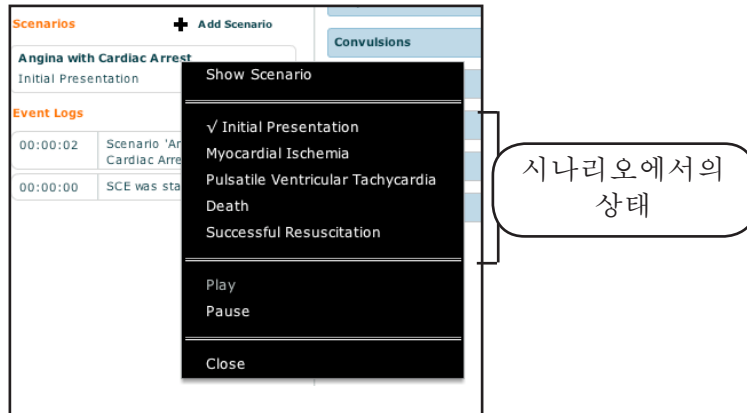 Scenarios
Add Scenario
Convulsions
Angina with Cardiac Arrest
Initial Presentation
Show Scenario
Event Logs
√ Initial Presentation
00:00:02
Scenario 'An
Cardiac Arre
Myocardial Ischemia
Pulsatile Ventricular Tachycardia
00:00:00
SCE was sta
Death
Successful Resuscitation
Play
Pause
Close
시나리오에서의
상태